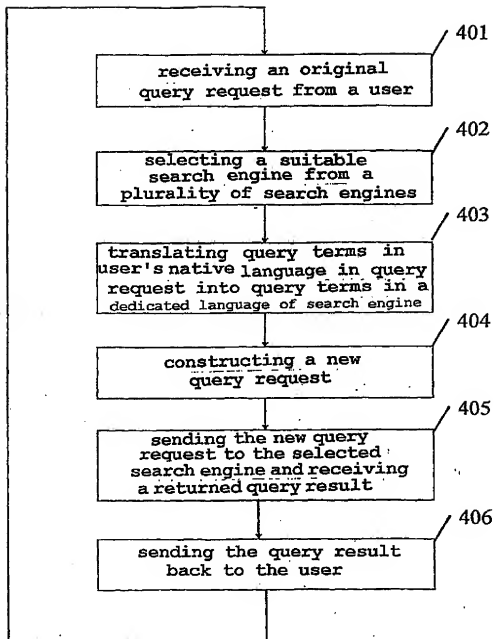 401
receiving an original
query request from a user
402
selecting a suitable
search engine from a
plurality of search engines
403
translating query terms in
user's native language in query
request into query terms in a
dedicated language of search engine
404
constructing a new
query request
405
sending the new query
request to the selected
search engine and receiving
a returned query result
406
sending the query result
back to the user